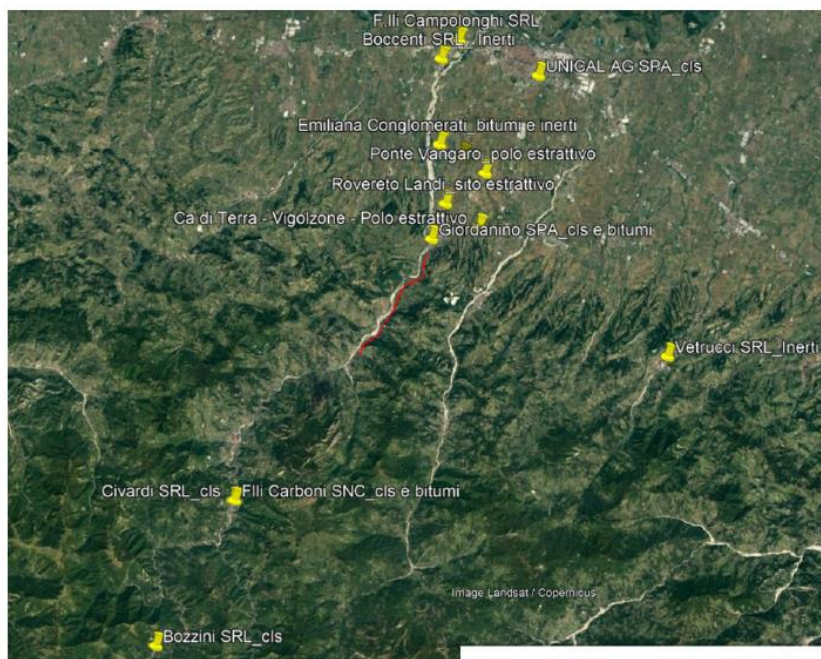 F.lli Campolonghi SRL
Boccenti SRL_ Inerti
UNICAL AG SPA_cls
Emiliana Conglomerati_bitumi e inerti
Ponte Vangaro_polo estrattivo
Rovereto Landi_sito estrattivo
Ca di Terra - Vigolzone - Polo estrattivo
Giordanino SPA_cls e bitumi
Vetrucci SRL_Inerti
Civardi SRL_cls
Flli Carboni SNC_cls e bitumi
Image Landsat / Copernicus
Bozzini SRL_cls